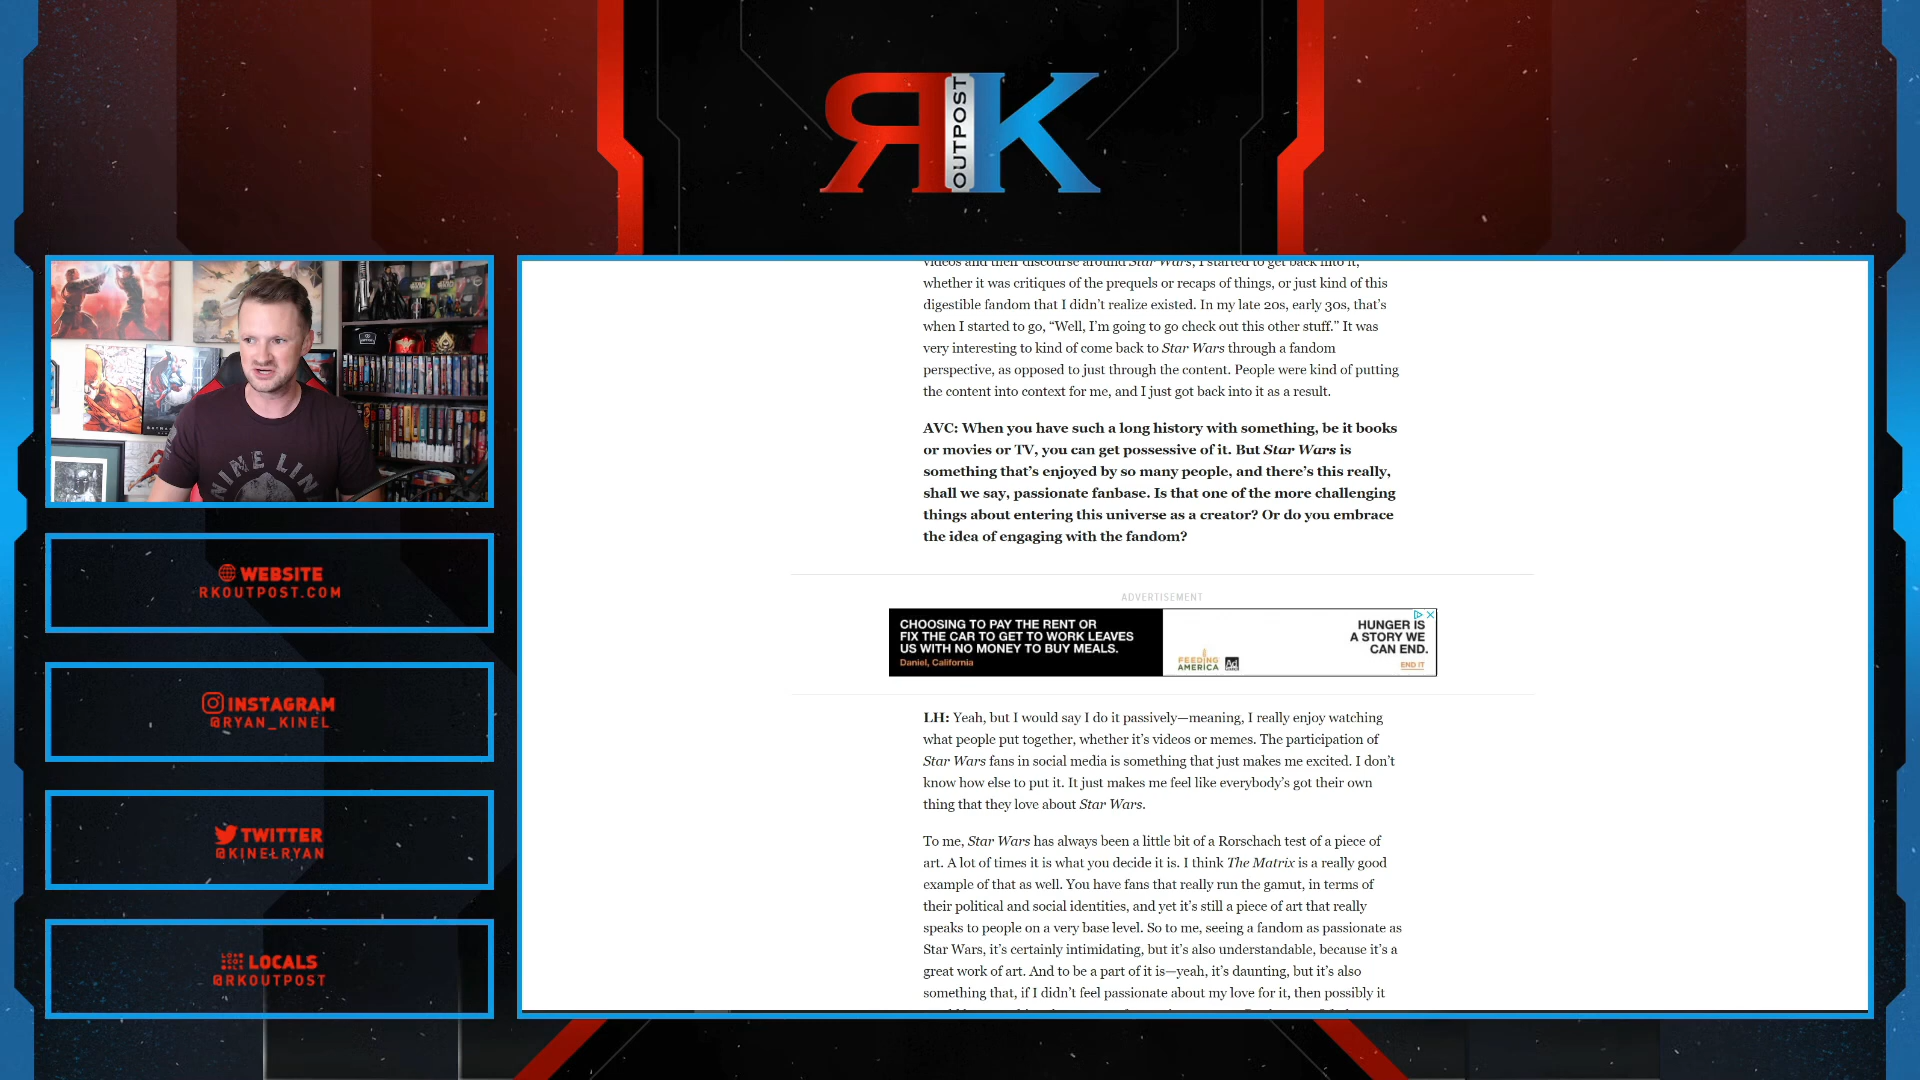 RK
OUTPOST
NINE LIN
WEBSITE
RKOUTPOST.COM
INSTAGRAM
@RYAN_KINEL
TWITTER
@KINELRYAN
LOCALS
@RKOUTPOST
videos and their discourse around Star Wars, I started to get back into it,
whether it was critiques of the prequels or recaps of things, or just kind of this
digestible fandom that I didn’t realize existed. In my late 20s, early 30s, that’s
when I started to go, “Well, I’m going to go check out this other stuff.” It was
very interesting to kind of come back to Star Wars through a fandom
perspective, as opposed to just through the content. People were kind of putting
the content into context for me, and I just got back into it as a result.
AVC: When you have such a long history with something, be it books
or movies or TV, you can get possessive of it. But Star Wars is
something that’s enjoyed by so many people, and there’s this really,
shall we say, passionate fanbase. Is that one of the more challenging
things about entering this universe as a creator? Or do you embrace
the idea of engaging with the fandom?
ADVERTISEMENT
CHOOSING TO PAY THE RENT OR
FIX THE CAR TO GET TO WORK LEAVES
US WITH NO MONEY TO BUY MEALS.
Daniel, California
FEEDING
AMERICA
Ad
HUNGER IS
A STORY WE
CAN END.
END IT
LH: Yeah, but I would say I do it passively—meaning, I really enjoy watching
what people put together, whether it’s videos or memes. The participation of
Star Wars fans in social media is something that just makes me excited. I don’t
know how else to put it. It just makes me feel like everybody’s got their own
thing that they love about Star Wars.
To me, Star Wars has always been a little bit of a Rorschach test of a piece of
art. A lot of times it is what you decide it is. I think The Matrix is a really good
example of that as well. You have fans that really run the gamut, in terms of
their political and social identities, and yet it’s still a piece of art that really
speaks to people on a very base level. So to me, seeing a fandom as passionate as
Star Wars, it’s certainly intimidating, but it’s also understandable, because it’s a
great work of art. And to be a part of it is—yeah, it’s daunting, but it’s also
something that, if I didn’t feel passionate about my love for it, then possibly it